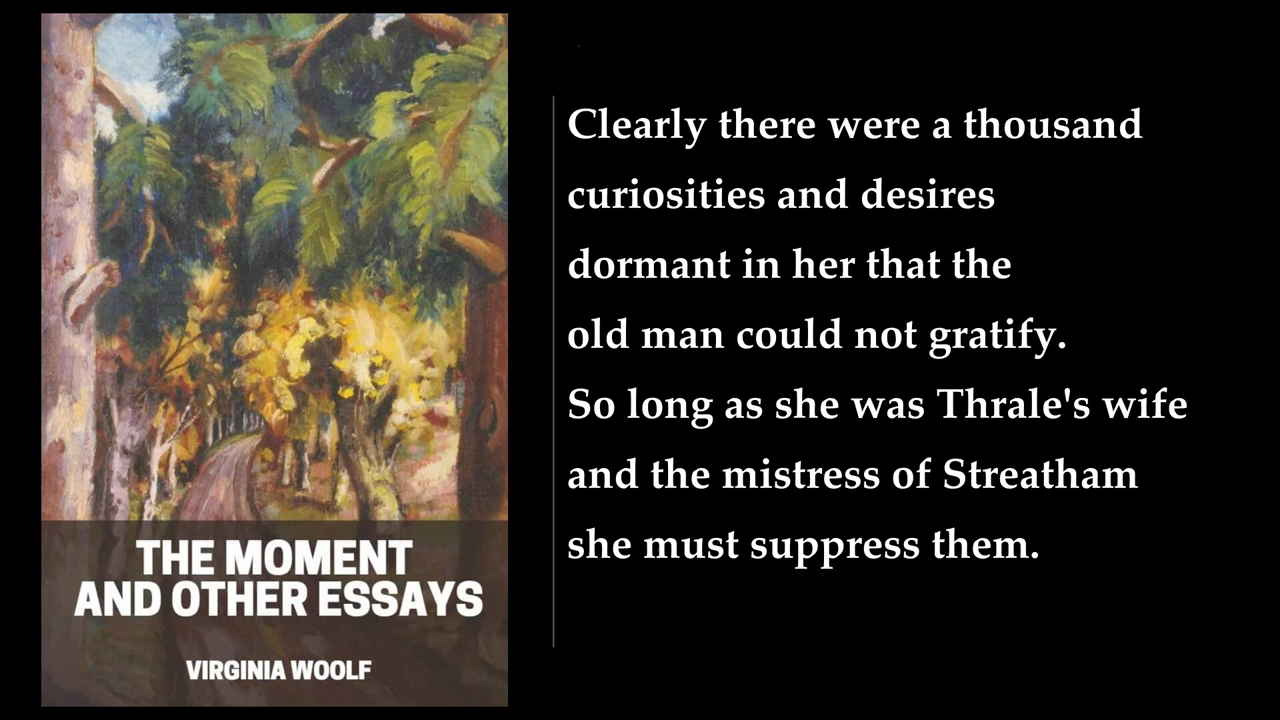 THE MOMENT
AND OTHER ESSAYS
VIRGINIA WOOLF
Clearly there were a thousand
curiosities and desires
dormant in her that the
old man could not gratify.
So long as she was Thrale's wife
and the mistress of Streatham
she must suppress them.